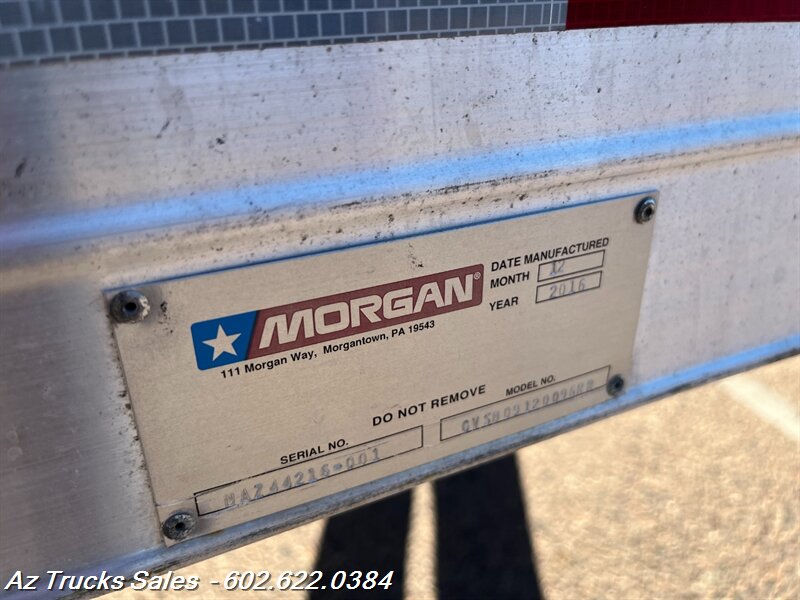 MORGAN®
111 Morgan Way, Morgantown, PA 19543
DATE MANUFACTURED
MONTH 12
YEAR 2016
DO NOT REMOVE
SERIAL NO.
MODEL NO.
Az Trucks Sales - 602.622.0384